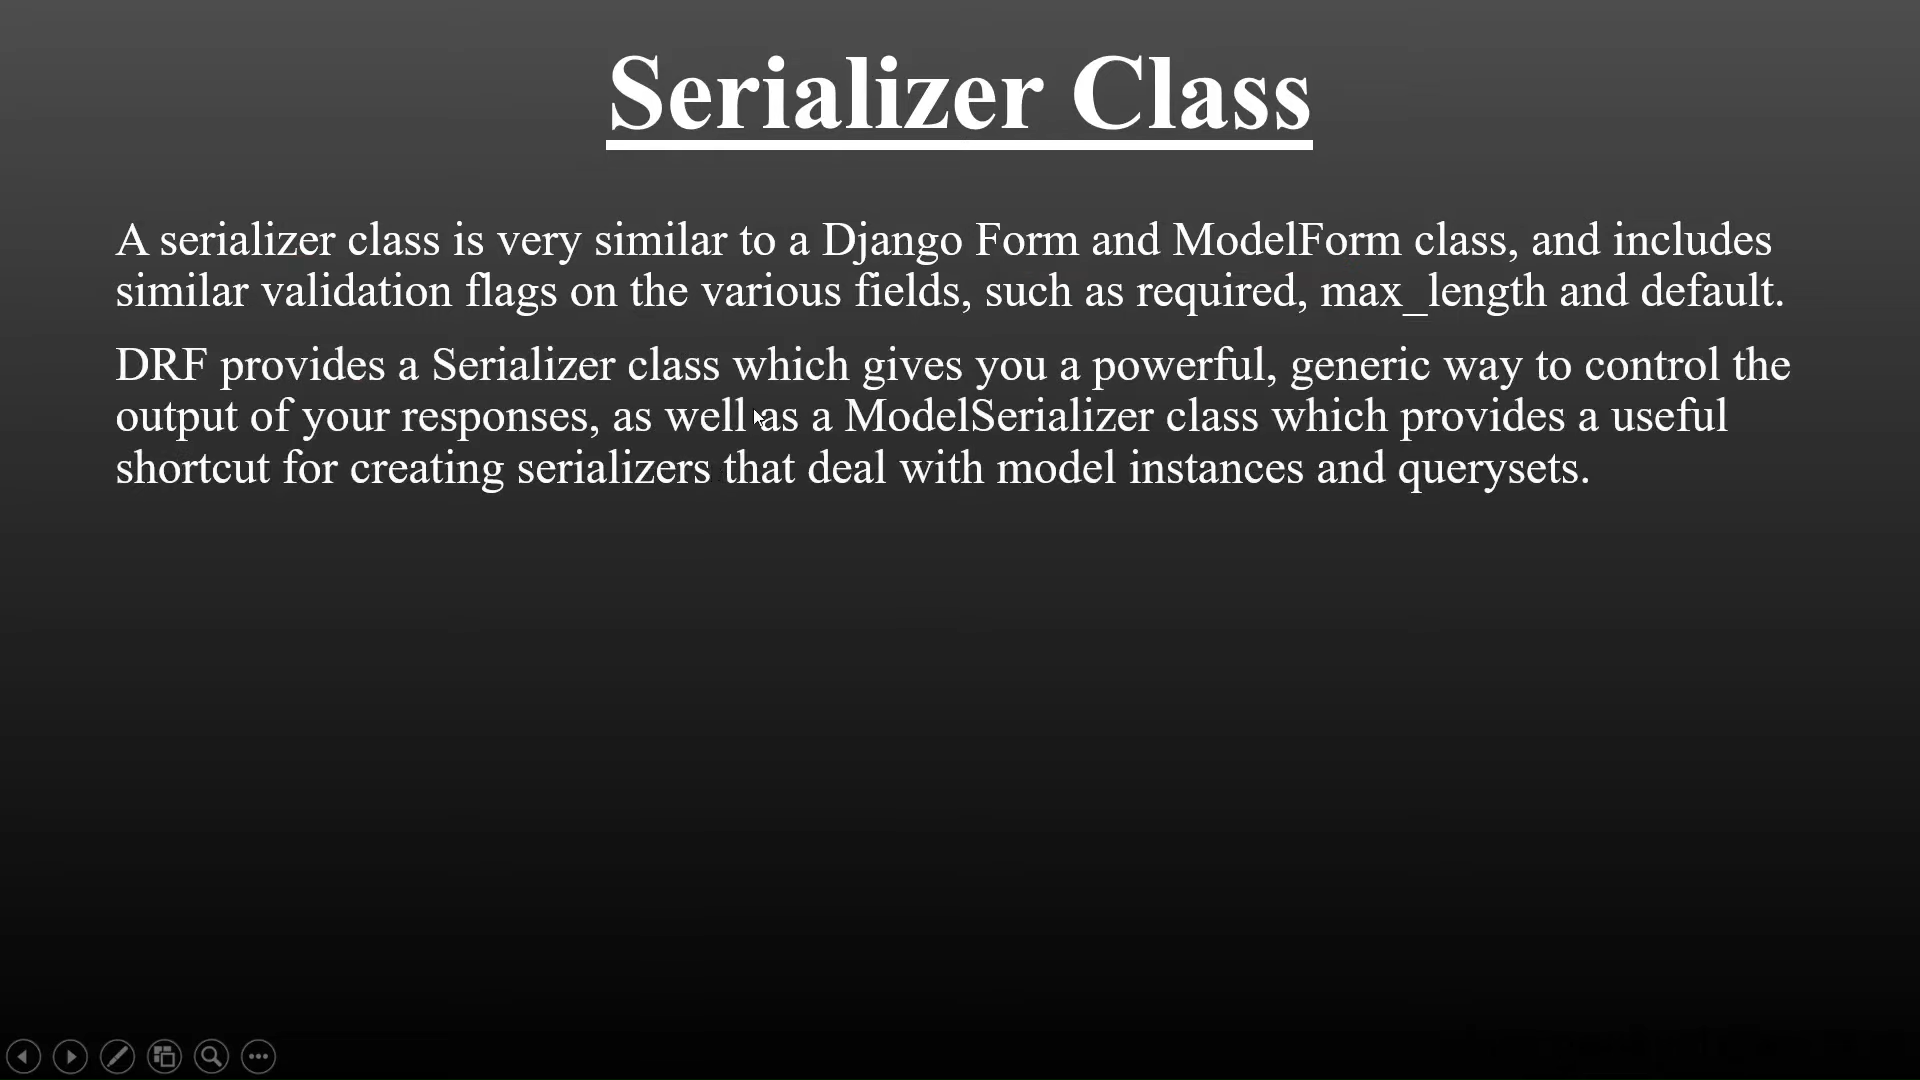 Serializer Class
A serializer class is very similar to a Django Form and ModelForm class, and includes
similar validation flags on the various fields, such as required, max_length and default.
DRF provides a Serializer class which gives you a powerful, generic way to control the
output of your responses, as well as a ModelSerializer class which provides a useful
shortcut for creating serializers that deal with model instances and querysets.